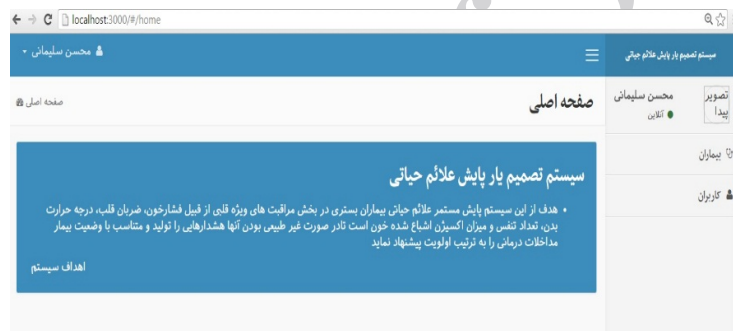 localhost:3000/#/home
سیستم تصمیم یار پایش علائم حیاتی
محسن سلیمانی
محسن سلیمانی
آنلاین
تصویر
پیدا
بیماران
کاربران
صفحه اصلی
صفحه اصلی
سیستم تصمیم یار پایش علائم حیاتی
• هدف از این سیستم پایش مستمر علائم حیاتی بیماران بستری در بخش مراقبت های ویژه قلبی از قبیل فشارخون، ضربان قلب، درجه حرارت
بدن، تعداد تنفس و میزان اکسیژن اشباع شده خون است تادر صورت غیر طبیعی بودن آنها هشدارهایی را تولید و متناسب با وضعیت بیمار
مداخلات درمانی را به ترتیب اولویت پیشنهاد نماید
اهداف سیستم